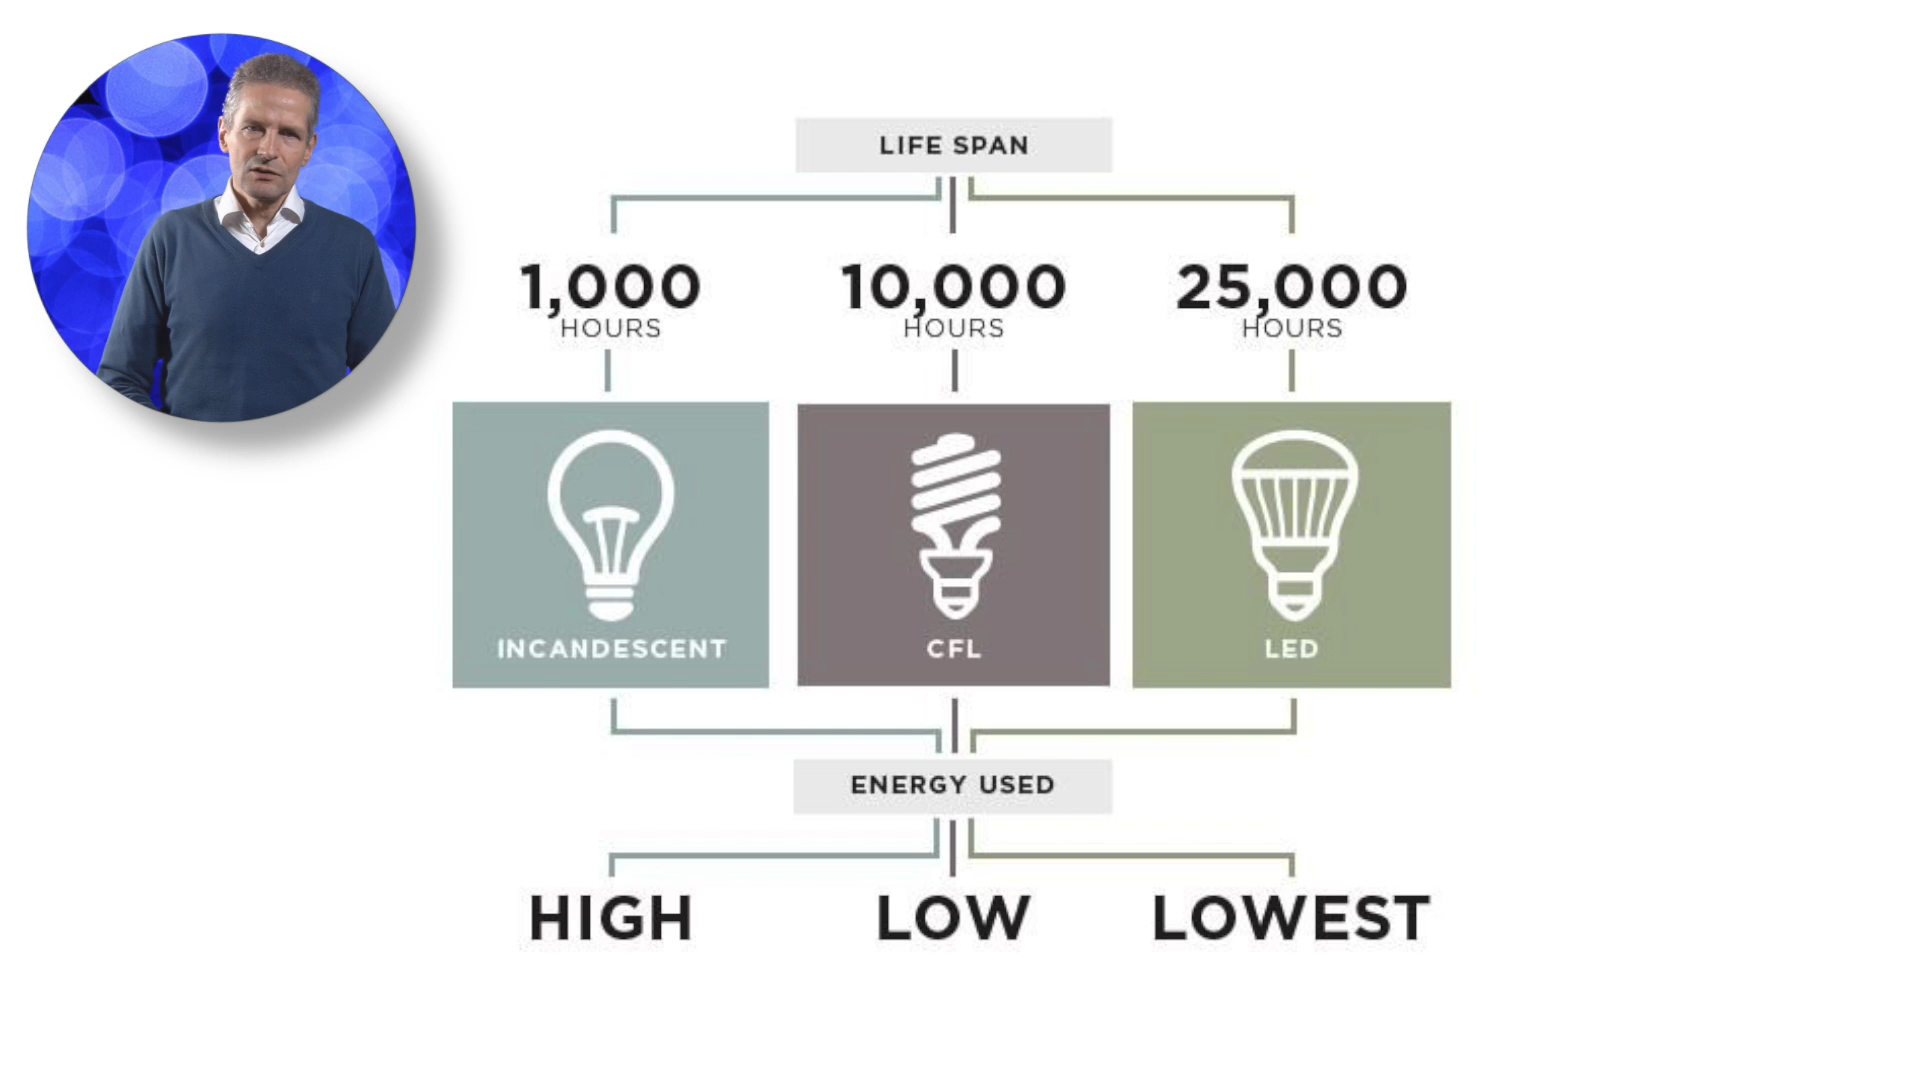 LIFE SPAN
1,000 10,000 25,000
HOURS HOURS HOURS
INCANDESCENT CFL LED
ENERGY USED
HIGH LOW LOWEST